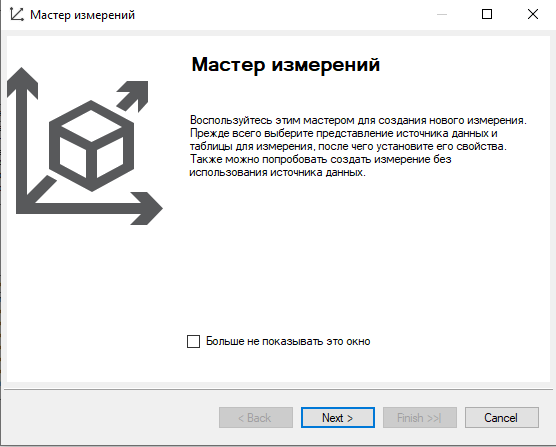 Мастер измерений
Мастер измерений
Воспользуйтесь этим мастером для создания нового измерения.
Прежде всего выберите представление источника данных и
таблицы для измерения, после чего установите его свойства.
Также можно попробовать создать измерение без
использования источника данных.
Больше не показывать это окно
< Back
Next >
Finish >>|
Cancel